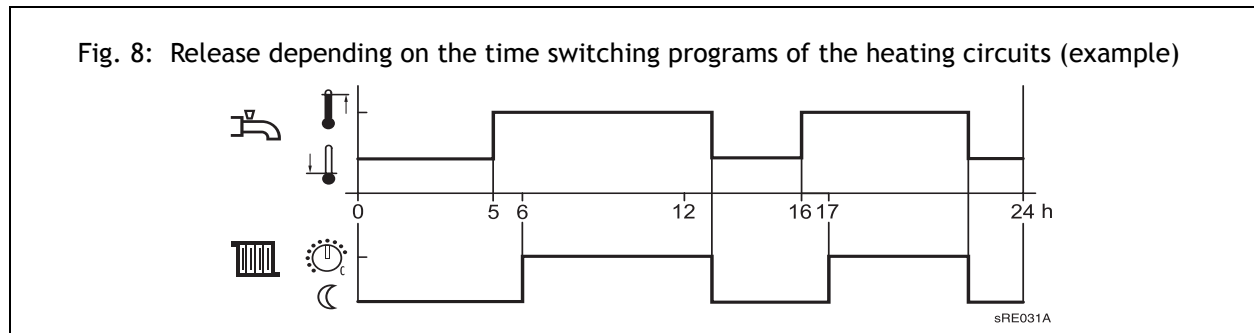 Fig. 8: Release depending on the time switching programs of the heating circuits (example)
0 5 6 12 16 17 24 h
C
sRE031A